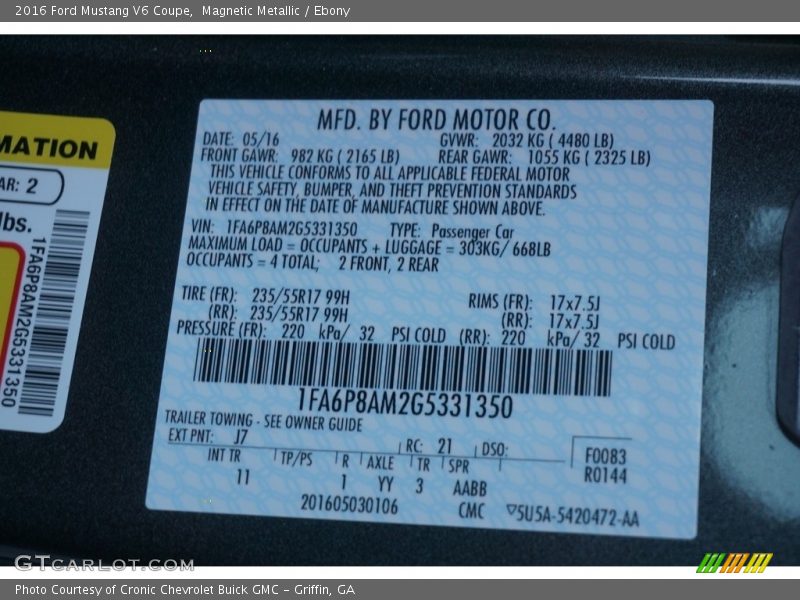 2016 Ford Mustang V6 Coupe,  Magnetic Metallic / Ebony
MATION
AR: 2
lbs.
1FA6P8AM2G5331350
MFD. BY FORD MOTOR CO.
DATE: 05/16 GVWR: 2032 KG ( 4480 LB)
FRONT GAWR: 982 KG ( 2165 LB) REAR GAWR: 1055 KG ( 2325 LB)
THIS VEHICLE CONFORMS TO ALL APPLICABLE FEDERAL MOTOR
VEHICLE SAFETY, BUMPER, AND THEFT PREVENTION STANDARDS
IN EFFECT ON THE DATE OF MANUFACTURE SHOWN ABOVE.
VIN: 1FA6P8AM2G5331350 TYPE: Passenger Car
MAXIMUM LOAD = OCCUPANTS + LUGGAGE = 303KG/ 668LB
OCCUPANTS = 4 TOTAL; 2 FRONT, 2 REAR
TIRE (FR): 235/55R17 99H RIMS (FR): 17x7.5J
(RR): 235/55R17 99H (RR): 17x7.5J
PRESSURE (FR): 220 kPa/ 32 PSI COLD (RR): 220 kPa/ 32 PSI COLD
1FA6P8AM2G5331350
TRAILER TOWING - SEE OWNER GUIDE
EXT PNT: J7 RC: 21 DSO: F0083
INT TR TP/PS R AXLE TR SPR R0144
11 1 YY 3 AABB
201605030106 CMC ▽5U5A-5420472-AA
GTCARLOT.COM
Photo Courtesy of Cronic Chevrolet Buick GMC - Griffin, GA